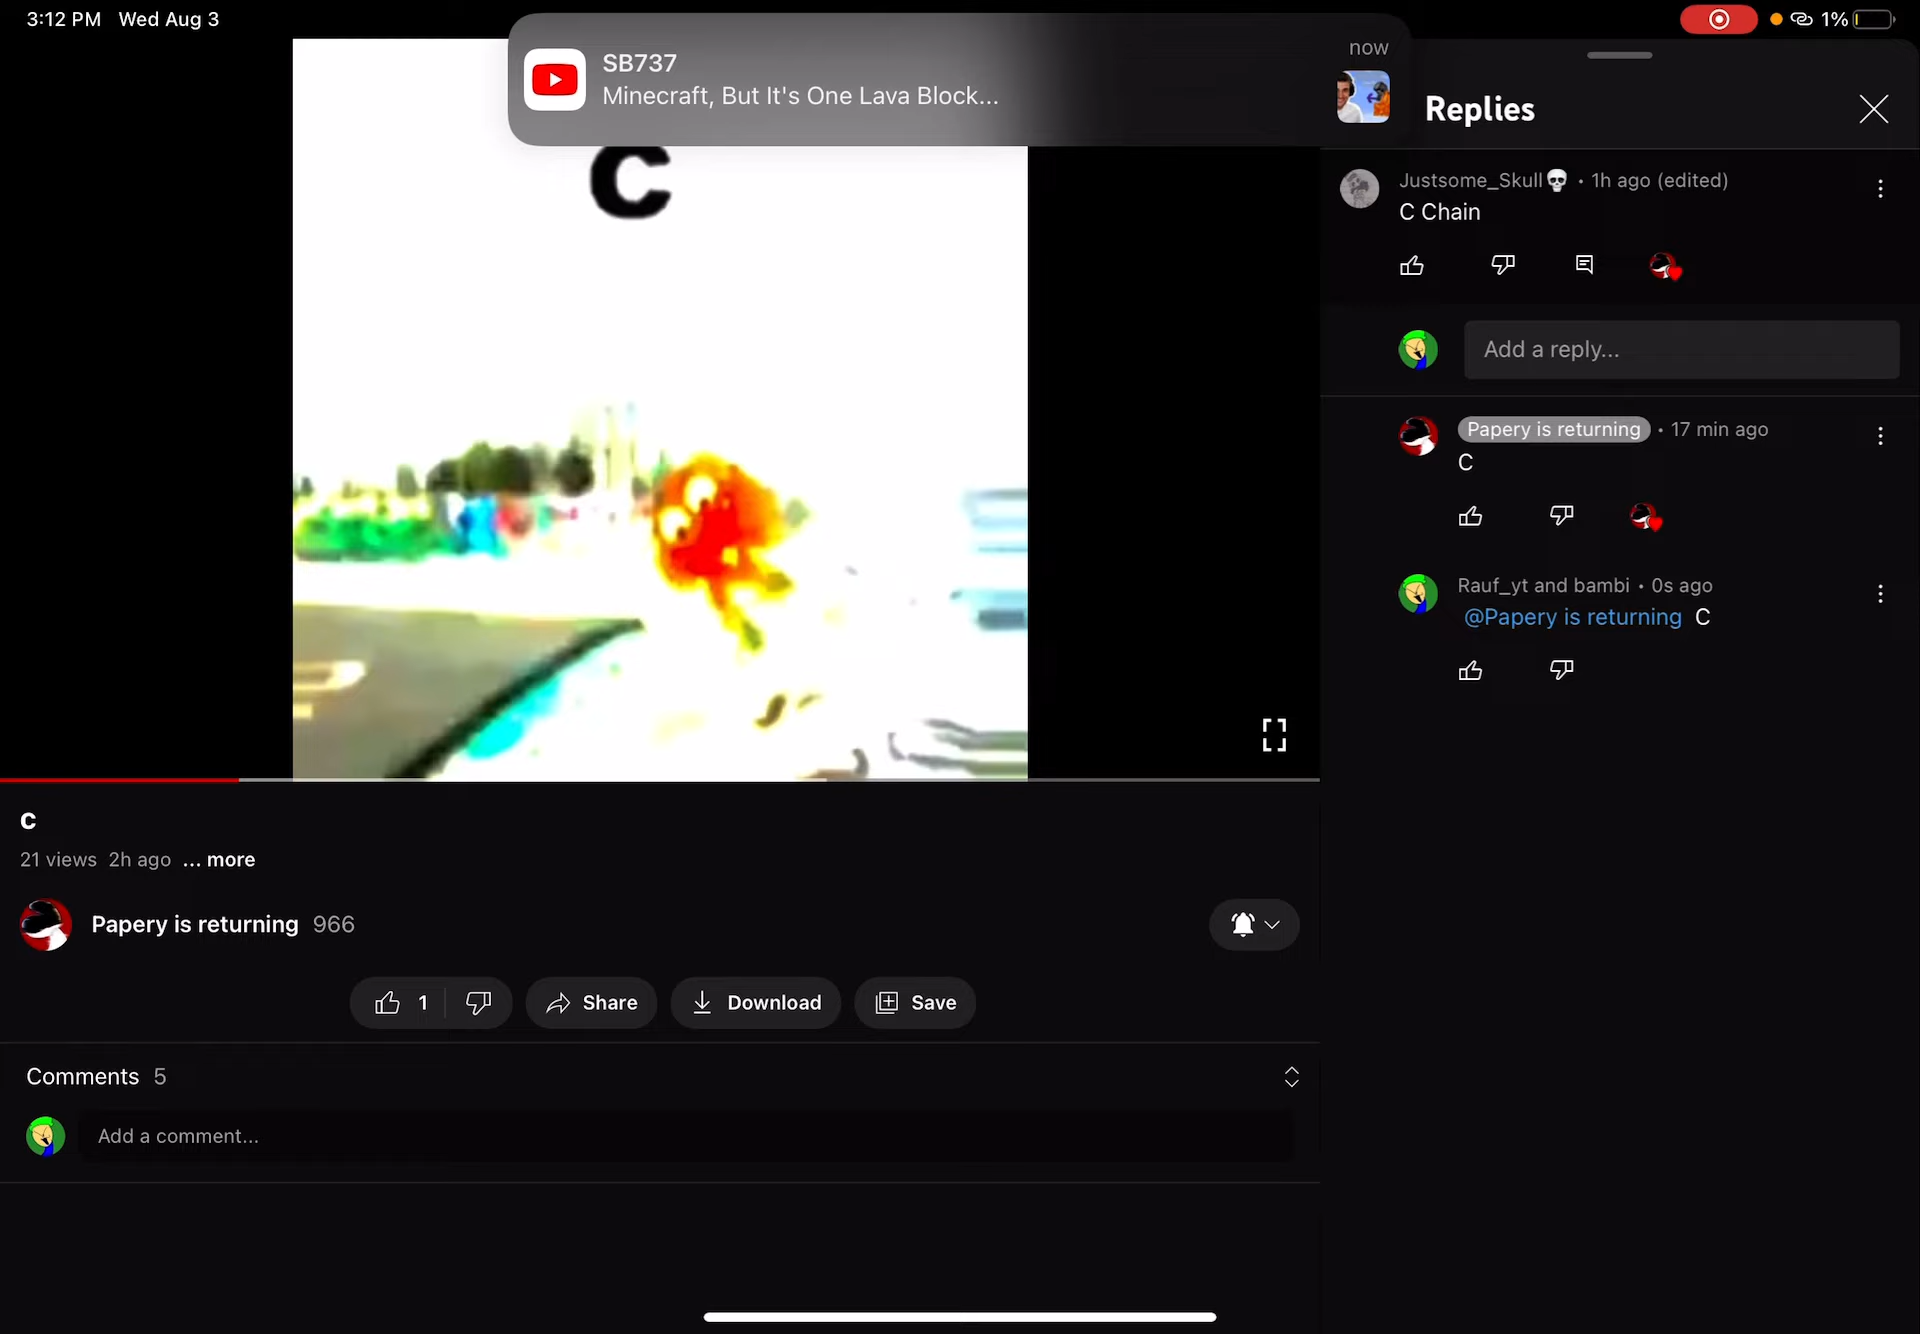 3:12 PM Wed Aug 3
1%
SB737
now
Minecraft, But It's One Lava Block...
c
Replies
Justsome_Skull💀 • 1h ago (edited)
C Chain
Add a reply...
Papery is returning • 17 min ago
C
Rauf_yt and bambi • 0s ago
@Papery is returning C
c
21 views 2h ago ... more
Papery is returning 966
1
Share
Download
Save
Comments 5
Add a comment...